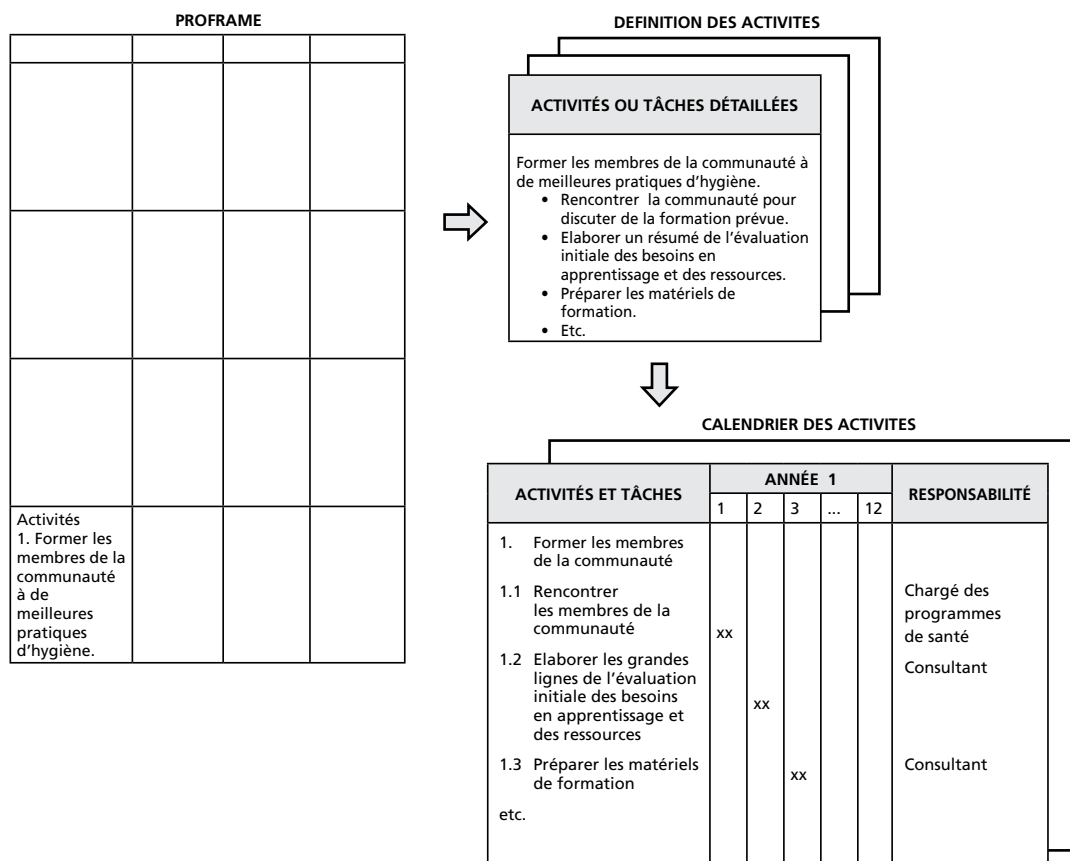 PROFRAME
Activités
1. Former les
membres de la
communauté
à de
meilleures
pratiques
d'hygiène.
DEFINITION DES ACTIVITES
ACTIVITÉS OU TÂCHES DÉTAILLÉES
Former les membres de la communauté à
de meilleures pratiques d'hygiène.
• Rencontrer la communauté pour
discuter de la formation prévue.
• Elaborer un résumé de l'évaluation
initiale des besoins en
apprentissage et des ressources.
• Préparer les matériels de
formation.
• Etc.
CALENDRIER DES ACTIVITES
ACTIVITÉS ET TÂCHES
ANNÉE 1
RESPONSABILITÉ
1 2 3 ... 12
1. Former les membres
de la communauté
1.1 Rencontrer
les membres de la
communauté
xx
Chargé des
programmes
de santé
1.2 Elaborer les grandes
lignes de l'évaluation
initiale des besoins
en apprentissage et
des ressources
xx
Consultant
1.3 Préparer les matériels
de formation
xx
Consultant
etc.